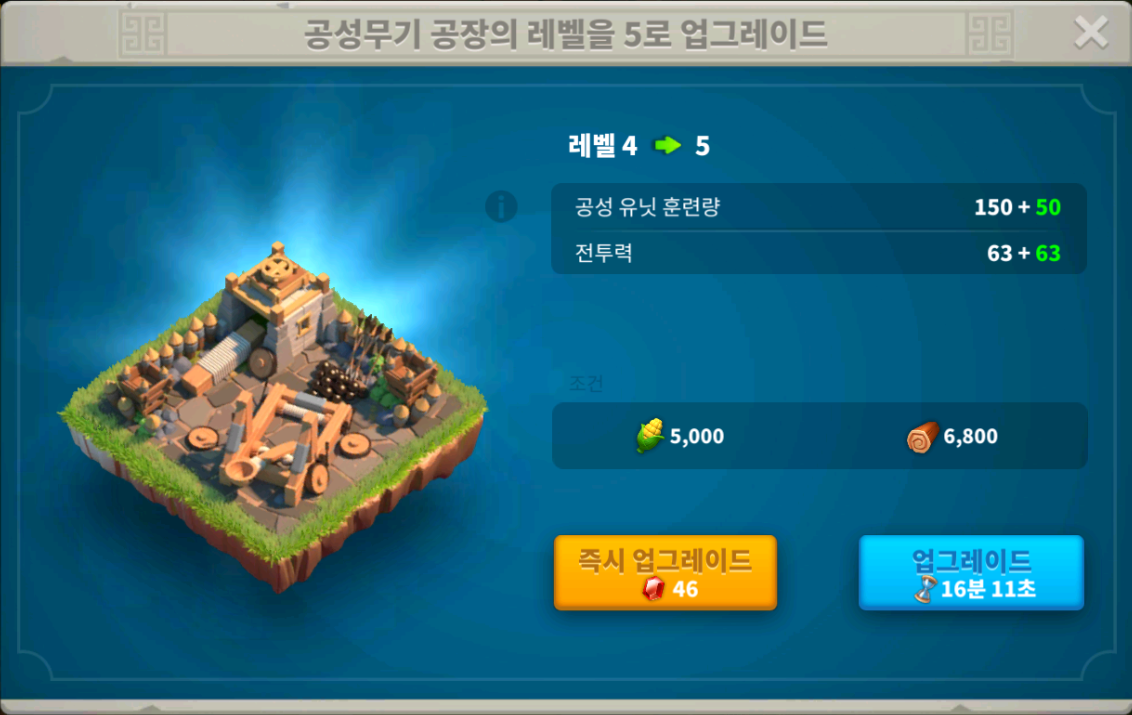 공성무기 공장의 레벨을 5로 업그레이드
레벨 4 5
공성 유닛 훈련량 150 + 50
전투력 63 + 63
조건
5,000 6,800
즉시 업그레이드 업그레이드
46 16분 11초